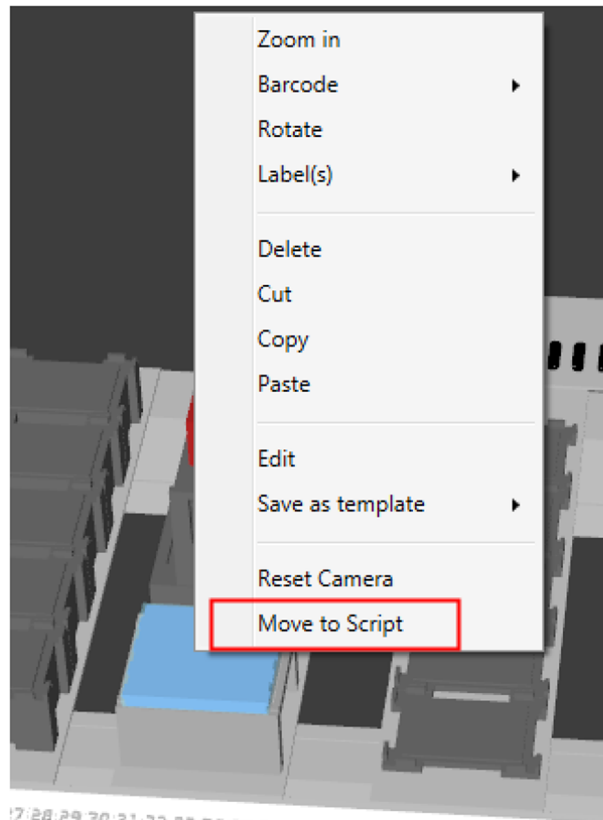 Zoom in
Barcode
Rotate
Label(s)
Delete
Cut
Copy
Paste
Edit
Save as template
Reset Camera
Move to Script